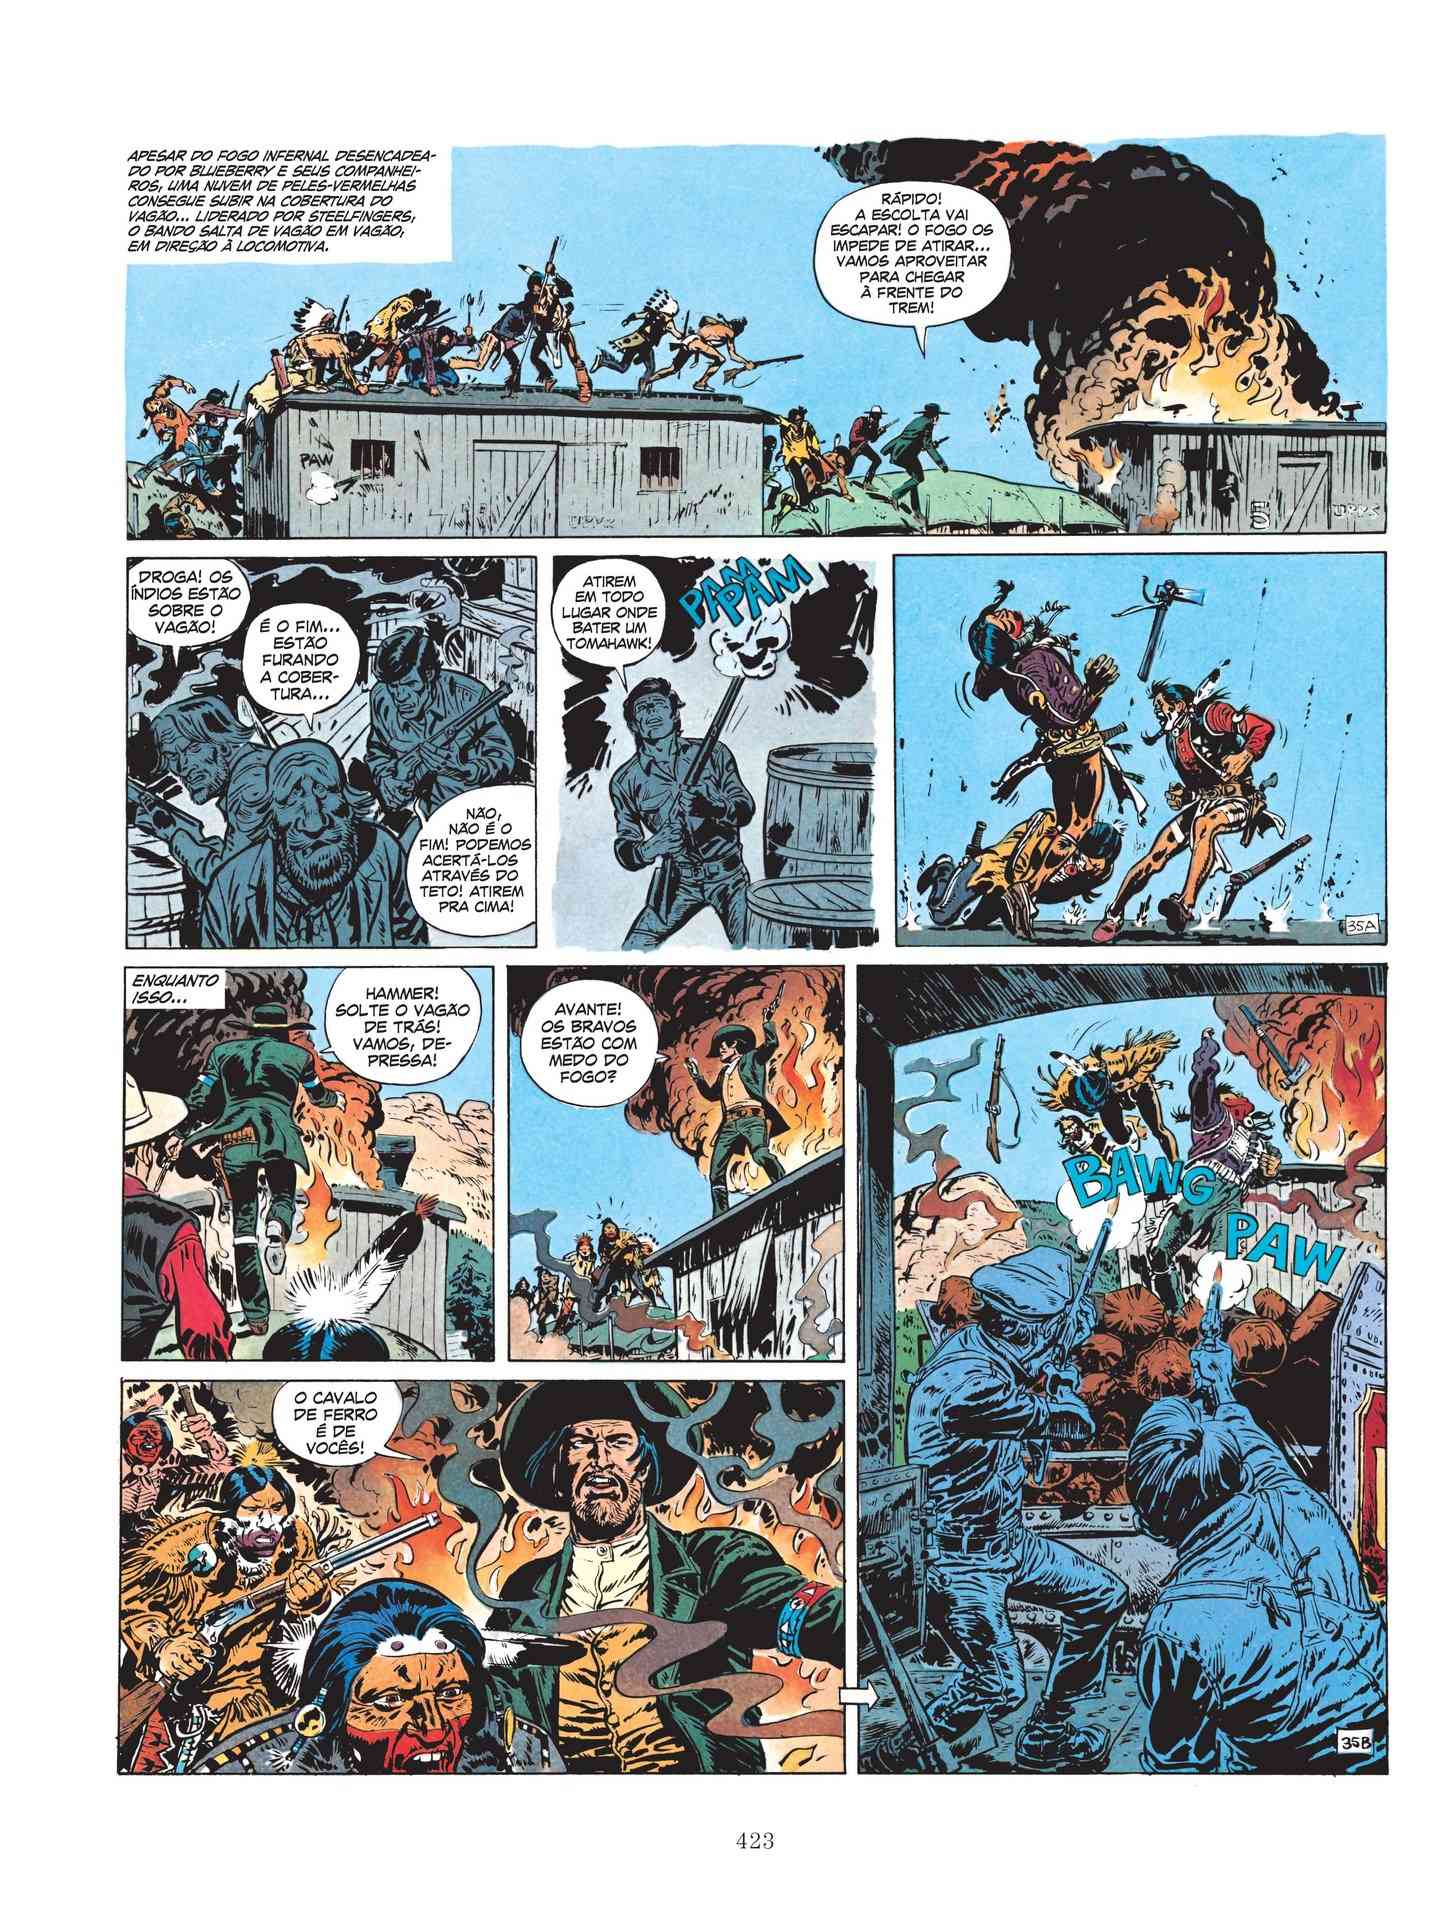 APESAR DO FOGO INFERNAL DESENCADEA-
DO POR BLUEBERRY E SEUS COMPANHEI-
ROS, UMA NUVEM DE PELES-VERMELHAS
CONSEGUE SUBIR NA COBERTURA DO
VAGÃO... LIDERADO POR STEELFINGERS,
O BANDO SALTA DE VAGÃO EM VAGÃO,
EM DIREÇÃO À LOCOMOTIVA.
RÁPIDO!
A ESCOLTA VAI
ESCAPAR! O FOGO OS
IMPEDE DE ATIRAR...
VAMOS APROVEITAR
PARA CHEGAR
À FRENTE DO
TREM!
PAW
DROGA! OS
ÍNDIOS ESTÃO
SOBRE O
VAGÃO!
É O FIM...
ESTÃO
FURANDO
A COBER-
TURA...
NÃO,
NÃO É O
FIM! PODEMOS
ACERTÁ-LOS
ATRAVÉS DO
TETO! ATIREM
PRA CIMA!
ATIREM
EM TODO
LUGAR ONDE
BATER UM
TOMAHAWK!
PAM
PAM PAM
35A
ENQUANTO
ISSO...
HAMMER!
SOLTE O VAGÃO
DE TRÁS!
VAMOS, DE-
PRESSA!
AVANTE!
OS BRAVOS
ESTÃO COM
MEDO DO
FOGO?
O CAVALO
DE FERRO
É DE
VOCÊS!
BAWG
PAW
35B
423